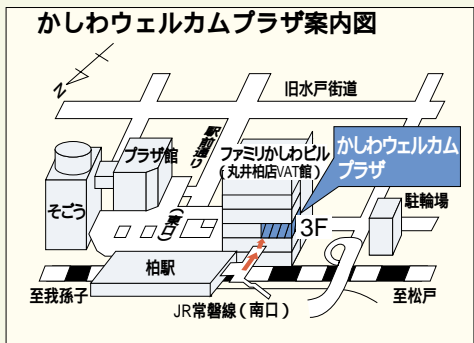 かしわウェルカムプラザ案内図
N
旧水戸街道
駅前通り
プラザ館
ファミリかしわビル
(丸井柏店VAT館)
かしわウェルカム
プラザ
そごう
(東口)
3F
駐輪場
柏駅
至我孫子
JR常磐線(南口)
至松戸